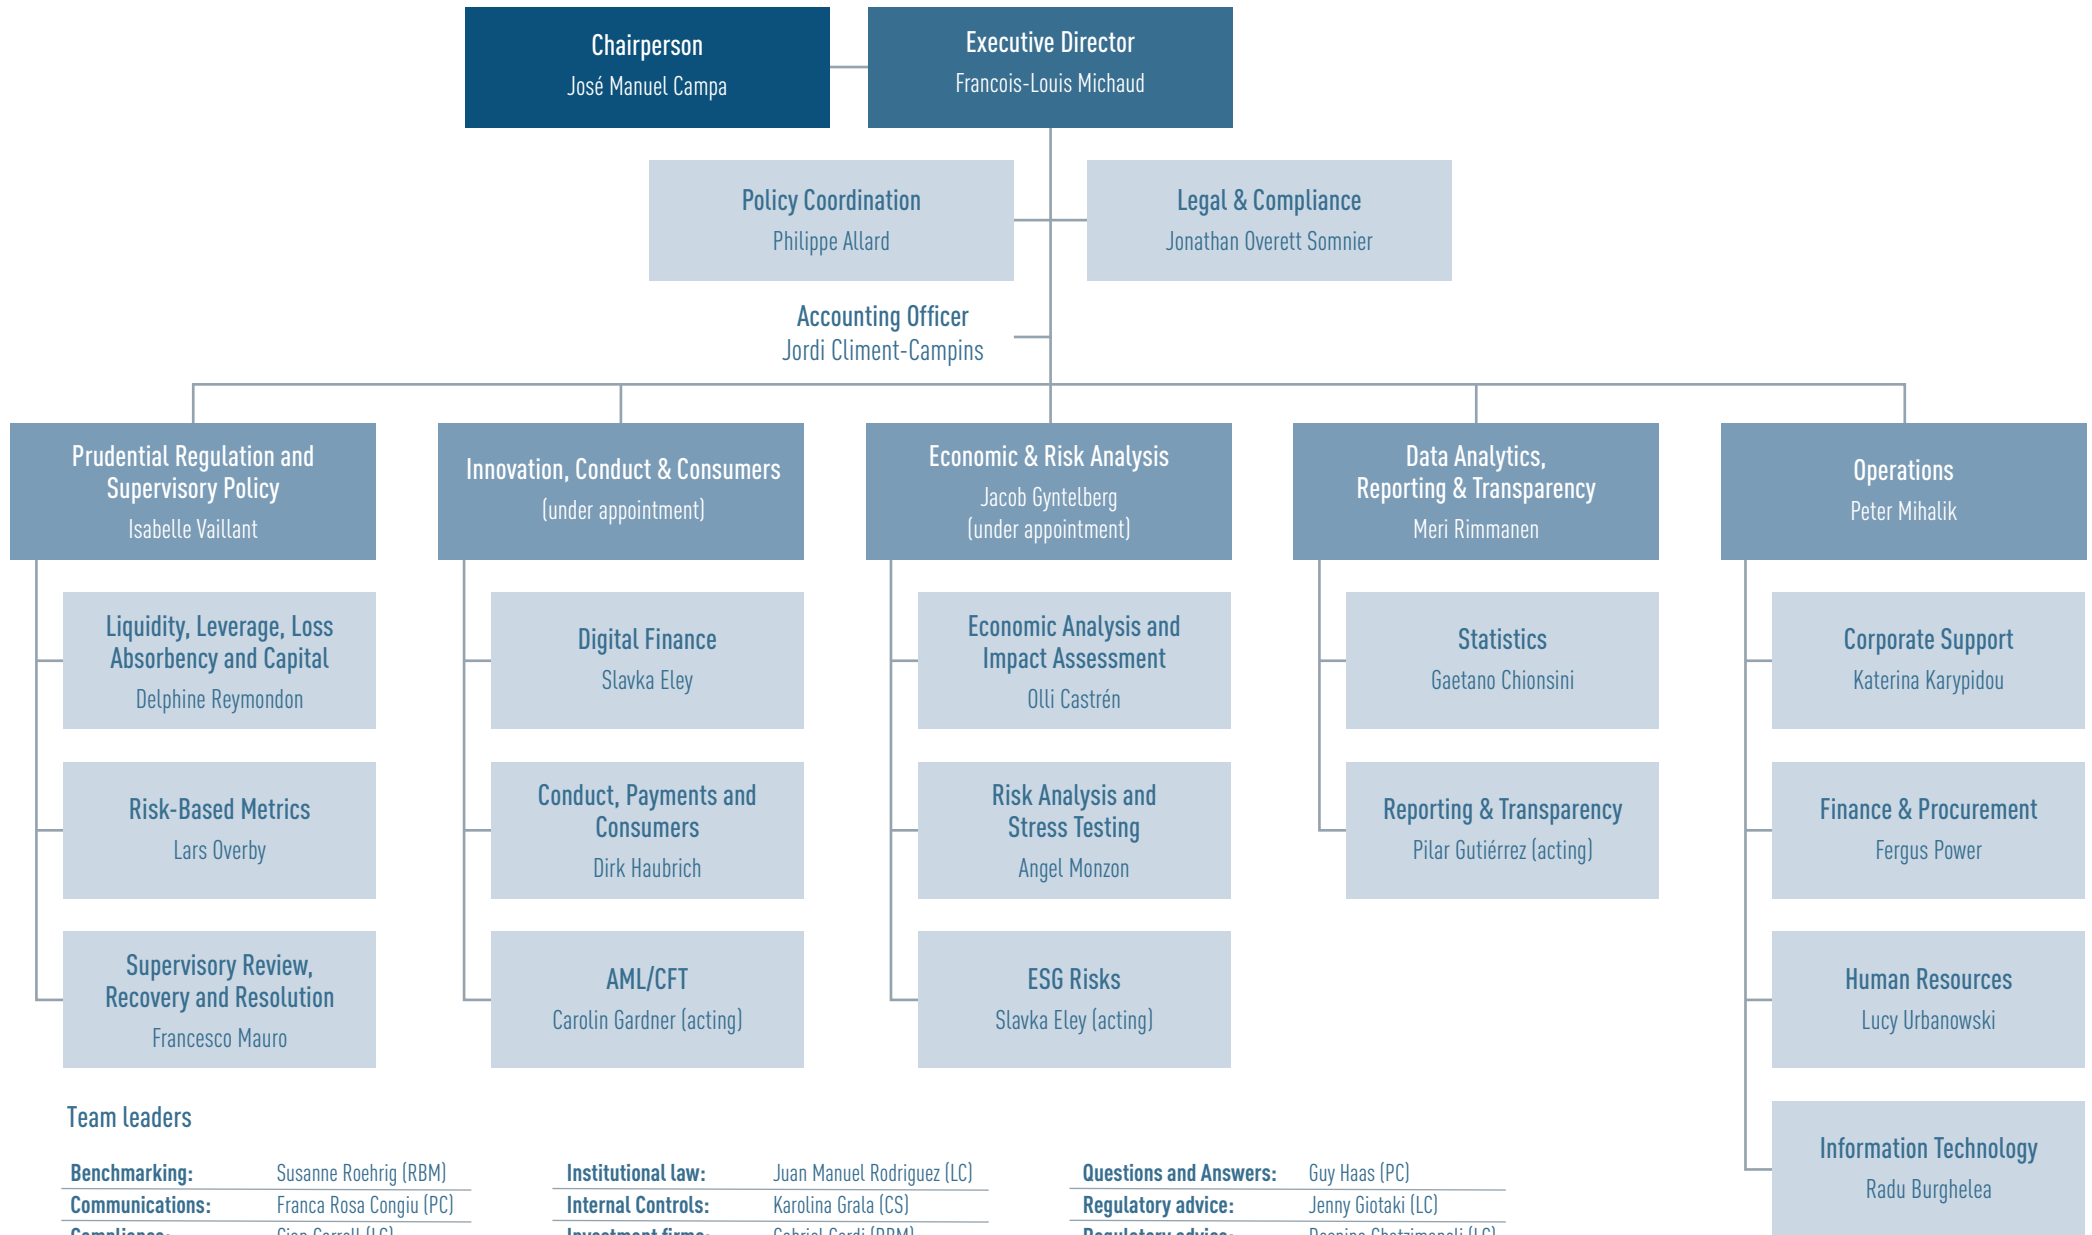 Chairperson
José Manuel Campa
Executive Director
Francois-Louis Michaud
Policy Coordination
Philippe Allard
Legal & Compliance
Jonathan Overett Somnier
Accounting Officer
Jordi Climent-Campins
Prudential Regulation and
Supervisory Policy
Isabelle Vaillant
Innovation, Conduct & Consumers
(under appointment)
Economic & Risk Analysis
Jacob Gyntelberg
(under appointment)
Data Analytics,
Reporting & Transparency
Meri Rimmanen
Operations
Peter Mihalik
Liquidity, Leverage, Loss
Absorbency and Capital
Delphine Reymondon
Digital Finance
Slavka Eley
Economic Analysis and
Impact Assessment
Olli Castrén
Statistics
Gaetano Chionsini
Corporate Support
Katerina Karypidou
Risk-Based Metrics
Lars Overby
Conduct, Payments and
Consumers
Dirk Haubrich
Risk Analysis and
Stress Testing
Angel Monzon
Reporting & Transparency
Pilar Gutiérrez (acting)
Finance & Procurement
Fergus Power
Supervisory Review,
Recovery and Resolution
Francesco Mauro
AML/CFT
Carolin Gardner (acting)
ESG Risks
Slavka Eley (acting)
Human Resources
Lucy Urbanowski
Information Technology
Radu Burghelea
Team leaders
Benchmarking: Susanne Roehrig (RBM)
Communications: Franca Rosa Congiu (PC)
Institutional law: Juan Manuel Rodriguez (LC)
Internal Controls: Karolina Grala (CS)
Questions and Answers: Guy Haas (PC)
Regulatory advice: Jenny Giotaki (LC)